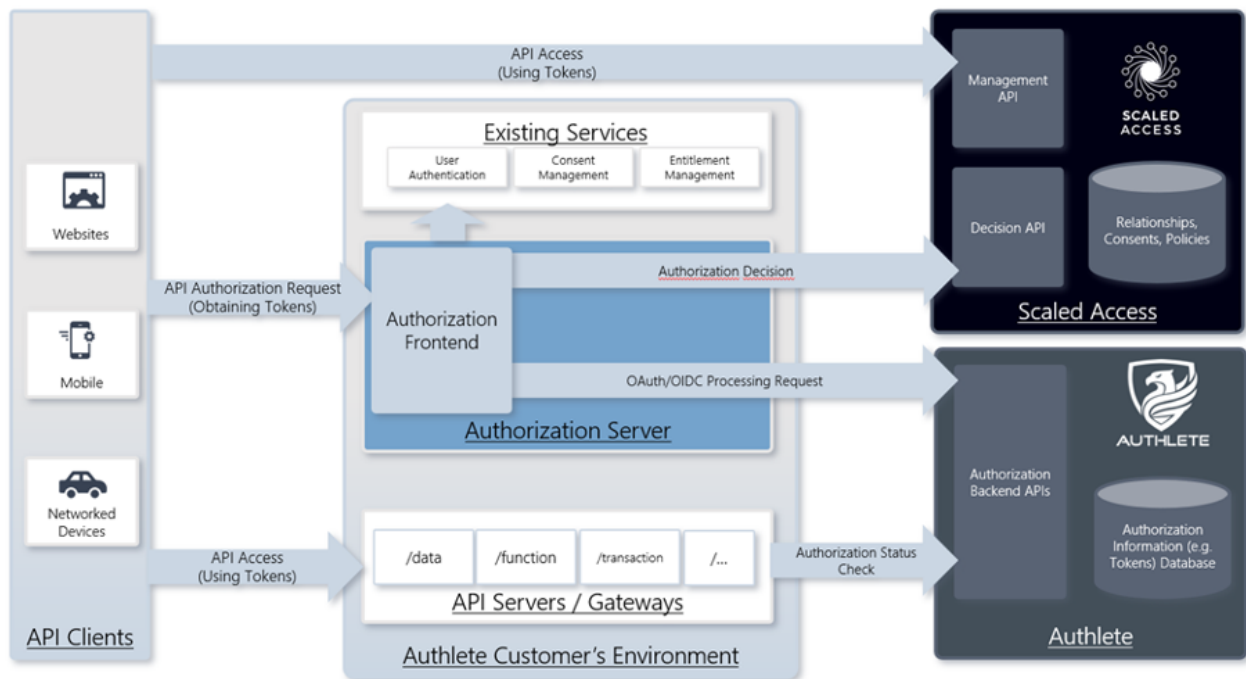 API Access
(Using Tokens)
Management
API
SCALED
ACCESS
Existing Services
User
Authentication
Consent
Management
Entitlement
Management
Websites
Decision API
Relationships,
Consents, Policies
Authorization Decision
API Authorization Request
(Obtaining Tokens)
Authorization
Frontend
Scaled Access
Mobile
OAuth/OIDC Processing Request
Authorization Server
AUTHLETE
Authorization
Backend APIs
Networked
Devices
API Access
(Using Tokens)
/data
/function
/transaction
/...
Authorization Status
Check
Authorization
Information (e.g.
Tokens) Database
API Servers / Gateways
API Clients
Authlete Customer's Environment
Authlete